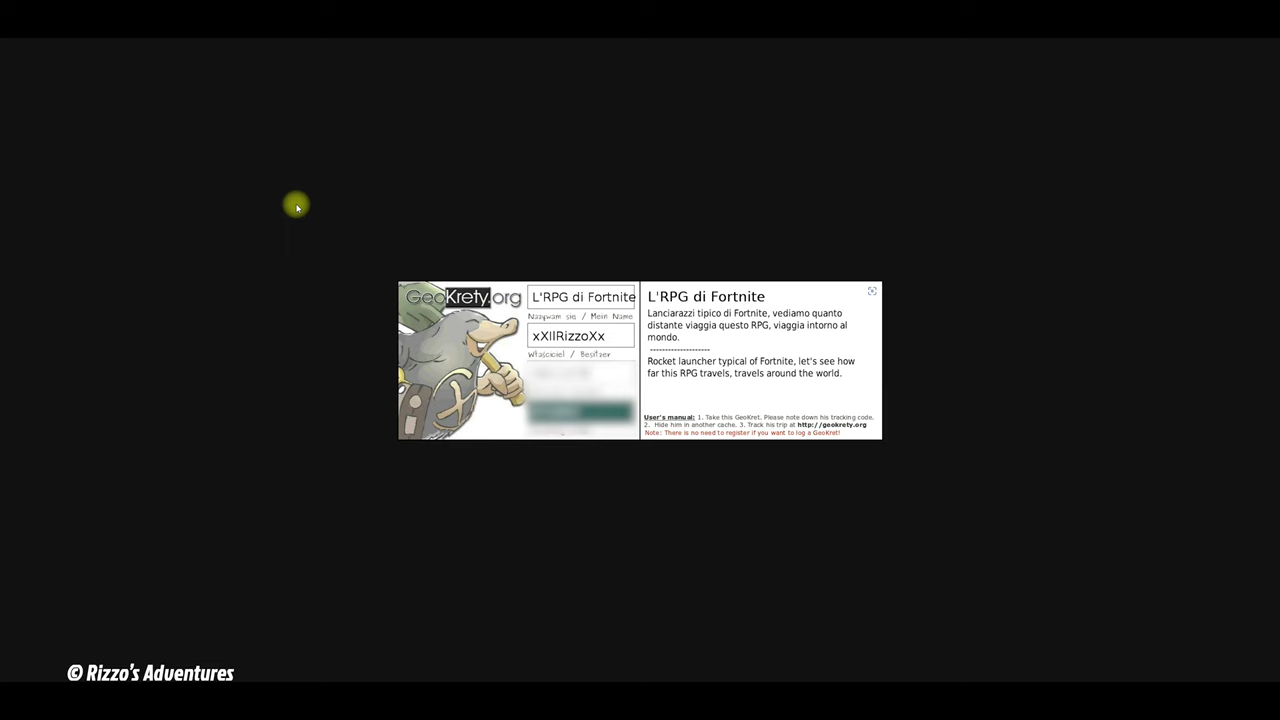 GeoKrety.org
L'RPG di Fortnite
Nazywam się / Mein Name
xXIlRizzoXx
Właściciel / Besitzer
L'RPG di Fortnite
Lanciarazzi tipico di Fortnite, vediamo quanto
distante viaggia questo RPG, viaggia intorno al
mondo.
--------------------
Rocket launcher typical of Fortnite, let's see how
far this RPG travels, travels around the world.
User's manual: 1. Take this GeoKret. Please note down his tracking code.
2. Hide him in another cache. 3. Track his trip at http://geokrety.org
Note: There is no need to register if you want to log a GeoKret!
© Rizzo's Adventures